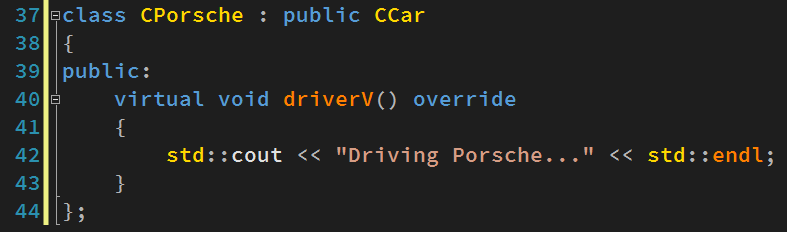 37 class CPorsche : public CCar
38 {
39 public:
40     virtual void driverV() override
41     {
42         std::cout << "Driving Porsche..." << std::endl;
43     }
44 };